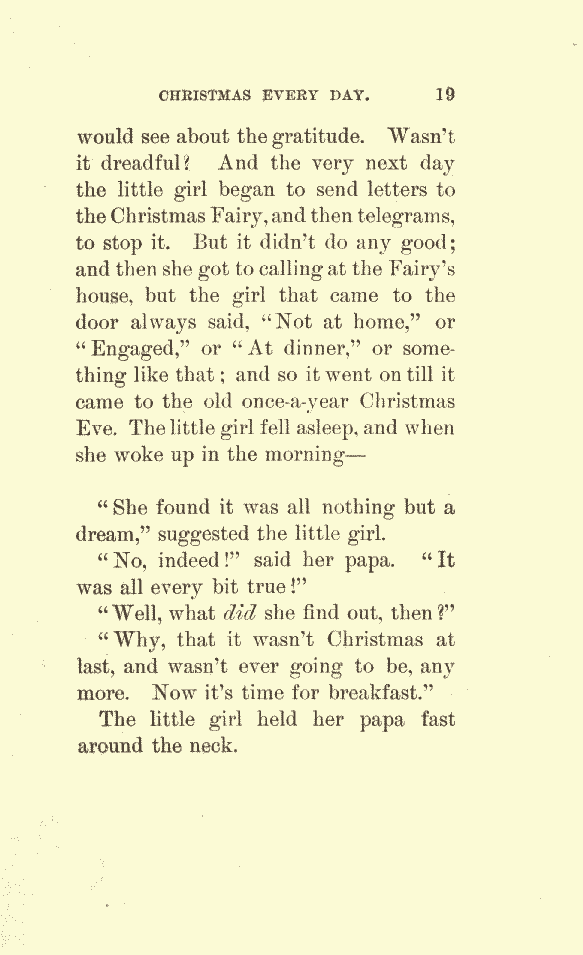 CHRISTMAS EVERY DAY. 19
would see about the gratitude. Wasn't
it dreadful? And the very next day
the little girl began to send letters to
the Christmas Fairy, and then telegrams,
to stop it. But it didn't do any good;
and then she got to calling at the Fairy's
house, but the girl that came to the
door always said, "Not at home," or
"Engaged," or "At dinner," or some-
thing like that; and so it went on till it
came to the old once-a-year Christmas
Eve. The little girl fell asleep, and when
she woke up in the morning—
"She found it was all nothing but a
dream," suggested the little girl.
"No, indeed!" said her papa. "It
was all every bit true!"
"Well, what did she find out, then?"
"Why, that it wasn't Christmas at
last, and wasn't ever going to be, any
more. Now it's time for breakfast."
The little girl held her papa fast
around the neck.